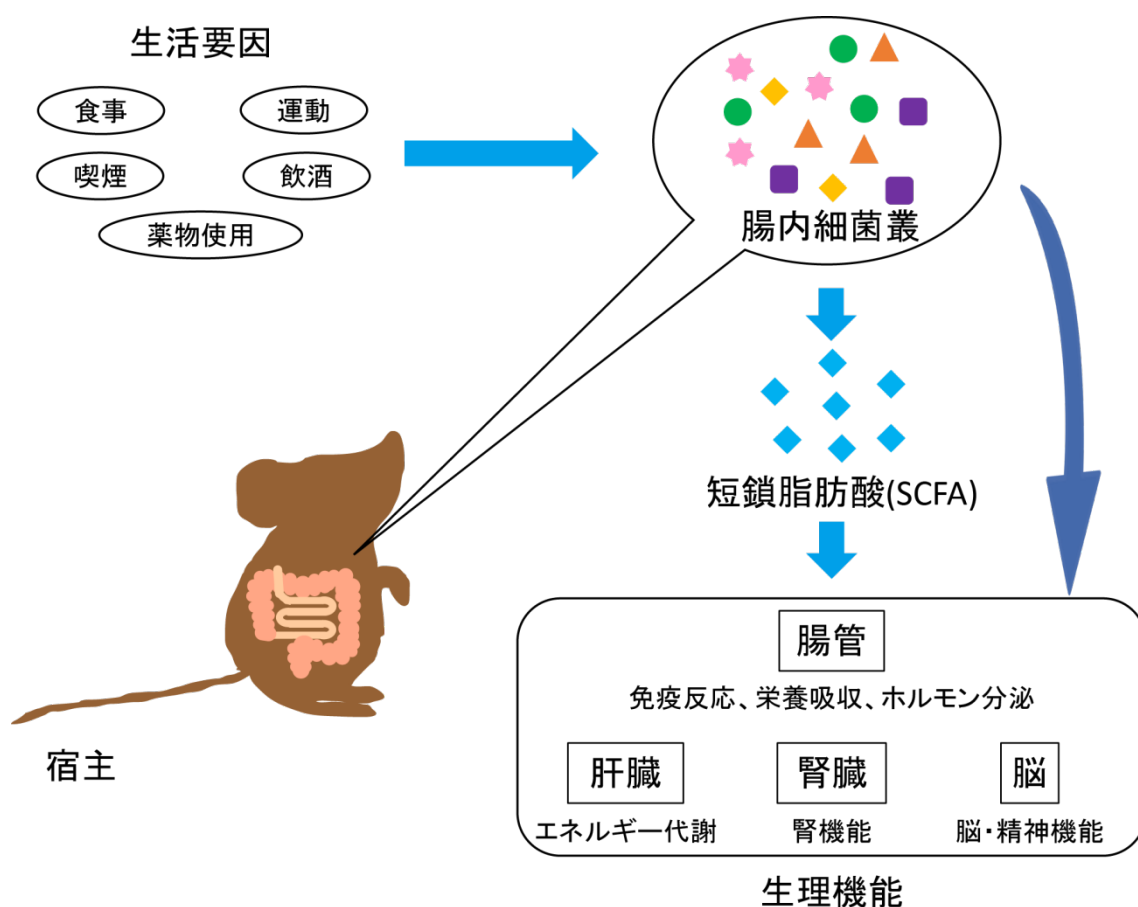 生活要因
食事
運動
喫煙
飲酒
薬物使用
腸内細菌叢
短鎖脂肪酸(SCFA)
宿主
腸管
免疫反応、栄養吸収、ホルモン分泌
肝臓
腎臓
脳
エネルギー代謝
腎機能
脳・精神機能
生理機能